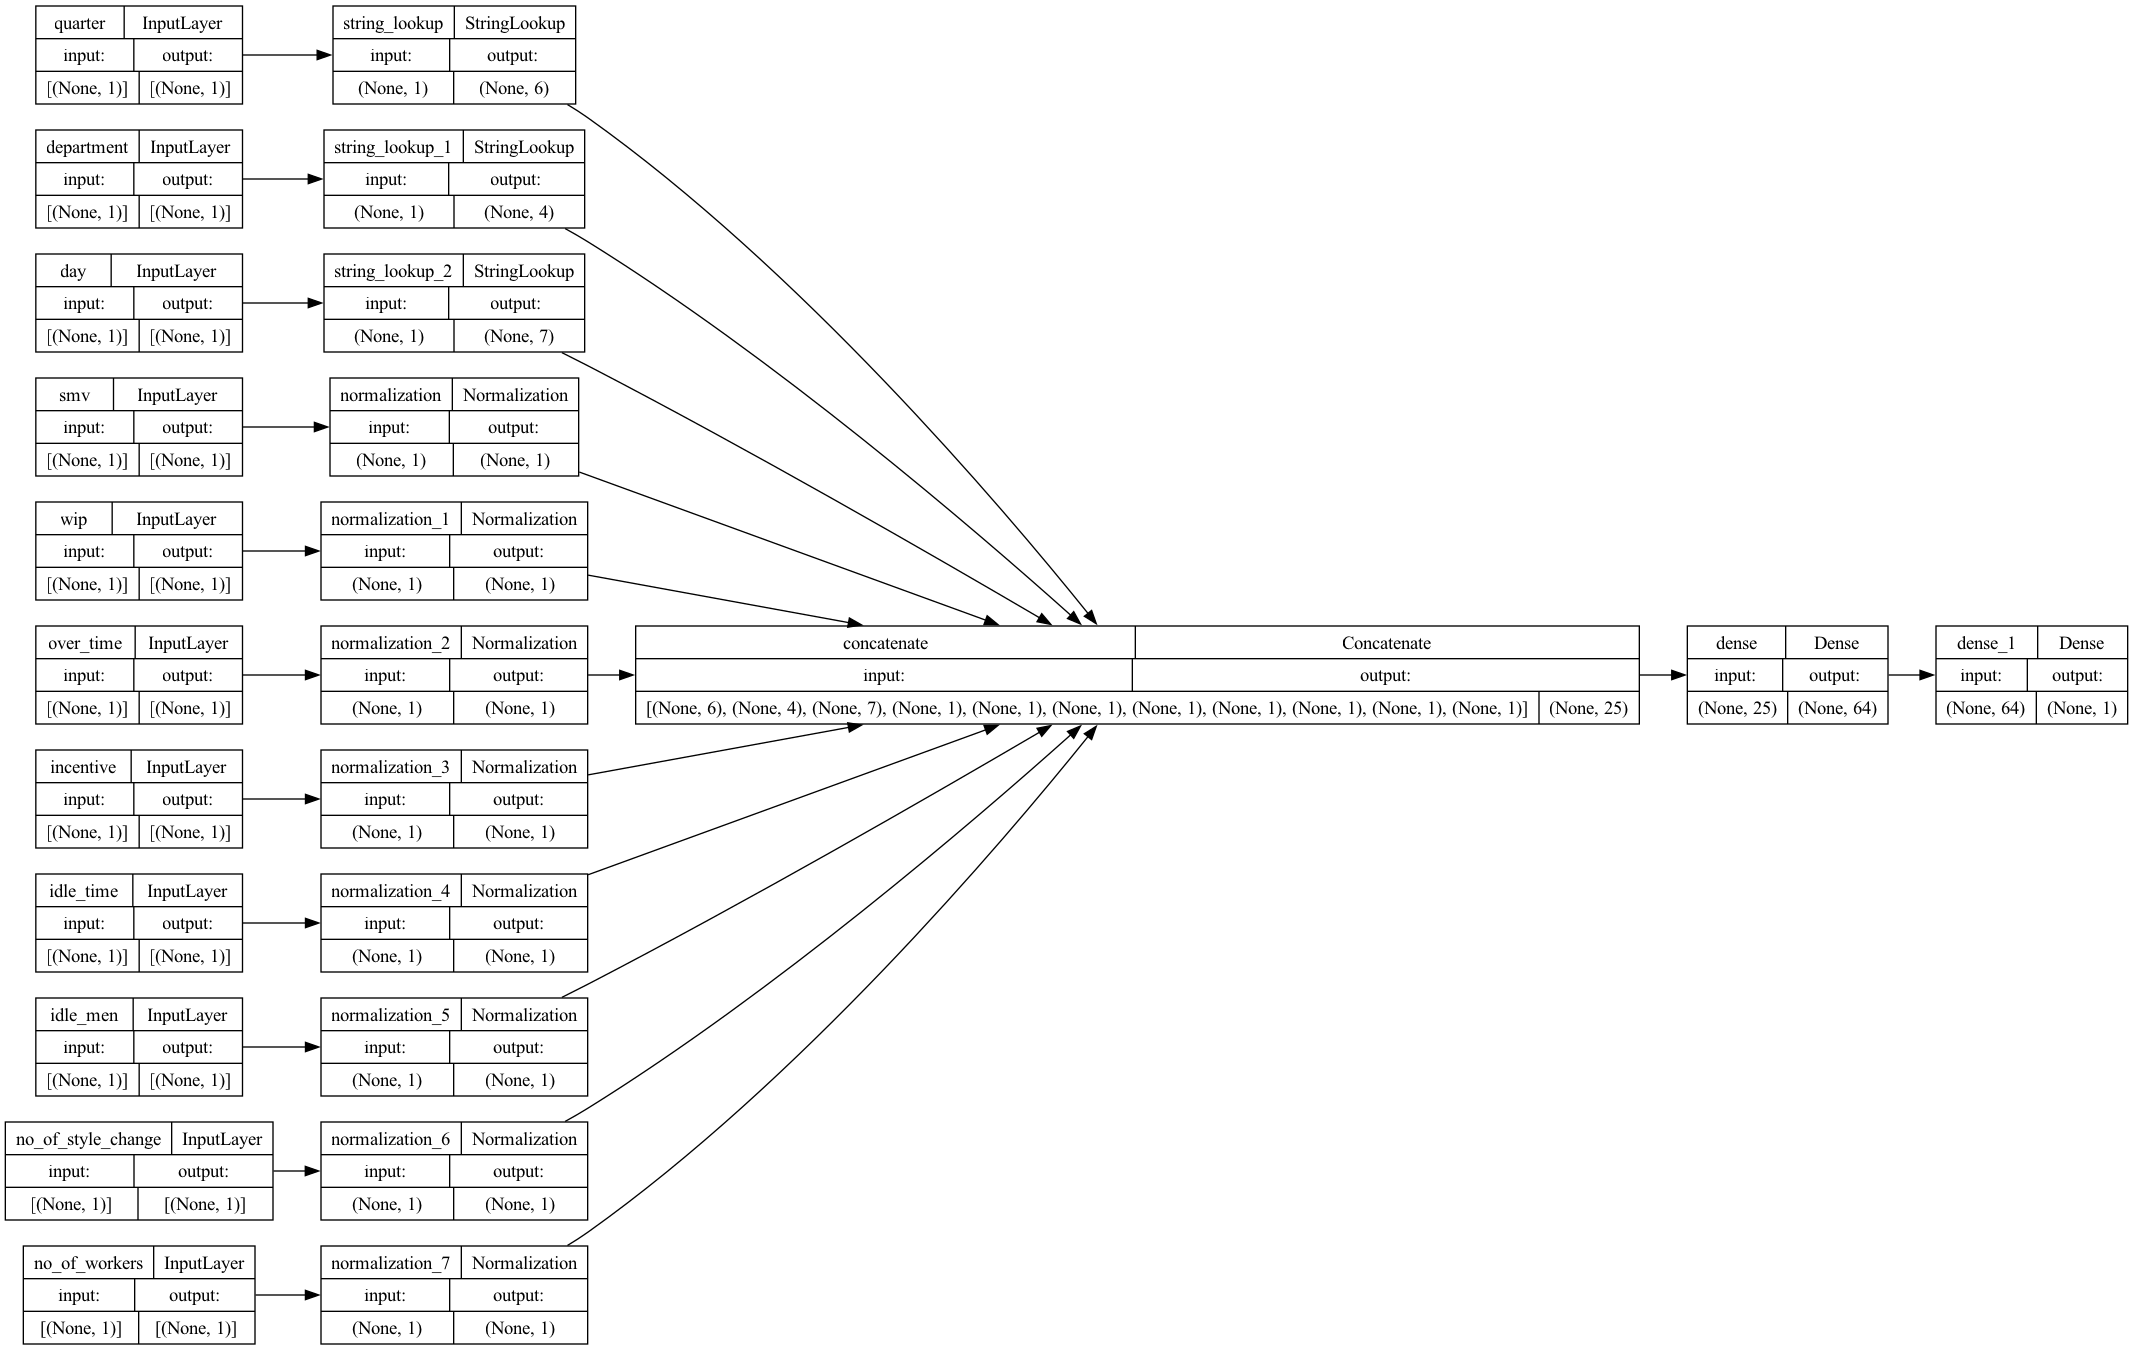 quarter InputLayer
input: output:
[(None, 1)] [(None, 1)]
string_lookup StringLookup
input: output:
(None, 1) (None, 6)
department InputLayer
input: output:
[(None, 1)] [(None, 1)]
string_lookup_1 StringLookup
input: output:
(None, 1) (None, 4)
day InputLayer
input: output:
[(None, 1)] [(None, 1)]
string_lookup_2 StringLookup
input: output:
(None, 1) (None, 7)
smv InputLayer
input: output:
[(None, 1)] [(None, 1)]
normalization Normalization
input: output:
(None, 1) (None, 1)
wip InputLayer
input: output:
[(None, 1)] [(None, 1)]
normalization_1 Normalization
input: output:
(None, 1) (None, 1)
over_time InputLayer
input: output:
[(None, 1)] [(None, 1)]
normalization_2 Normalization
input: output:
(None, 1) (None, 1)
concatenate Concatenate
input: output:
[(None, 6), (None, 4), (None, 7), (None, 1), (None, 1), (None, 1), (None, 1), (None, 1), (None, 1), (None, 1), (None, 1)] (None, 25)
dense Dense
input: output:
(None, 25) (None, 64)
dense_1 Dense
input: output:
(None, 64) (None, 1)
incentive InputLayer
input: output:
[(None, 1)] [(None, 1)]
normalization_3 Normalization
input: output:
(None, 1) (None, 1)
idle_time InputLayer
input: output:
[(None, 1)] [(None, 1)]
normalization_4 Normalization
input: output:
(None, 1) (None, 1)
idle_men InputLayer
input: output:
[(None, 1)] [(None, 1)]
normalization_5 Normalization
input: output:
(None, 1) (None, 1)
no_of_style_change InputLayer
input: output:
[(None, 1)] [(None, 1)]
normalization_6 Normalization
input: output:
(None, 1) (None, 1)
no_of_workers InputLayer
input: output:
[(None, 1)] [(None, 1)]
normalization_7 Normalization
input: output:
(None, 1) (None, 1)